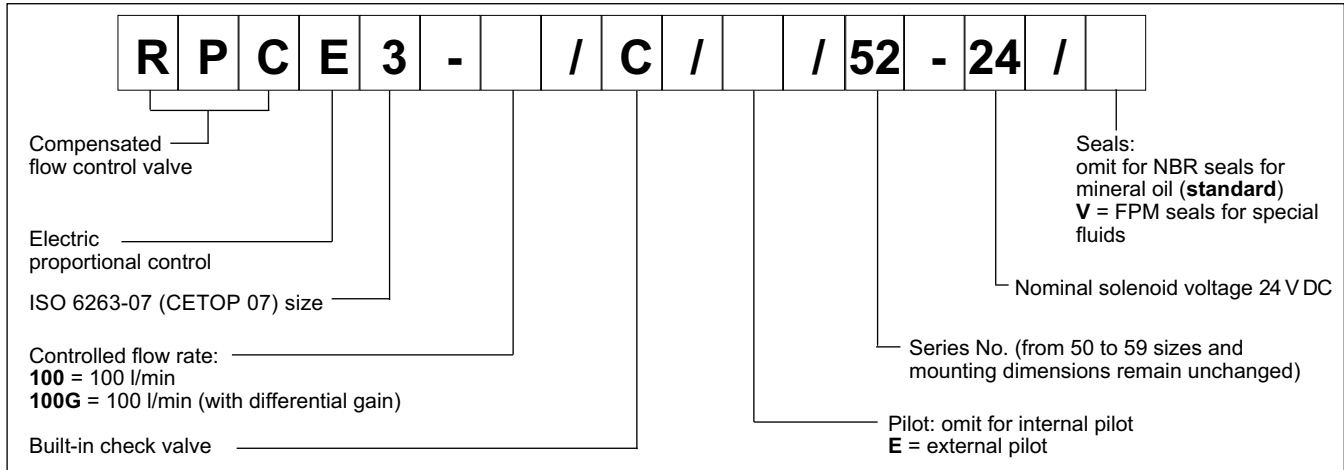 R P C E 3 - / C / / 52 - 24 /
Compensated
flow control valve
Electric
proportional control
ISO 6263-07 (CETOP 07) size
Controlled flow rate:
100 = 100 l/min
100G = 100 l/min (with differential gain)
Built-in check valve
Seals:
omit for NBR seals for
mineral oil (standard)
V = FPM seals for special
fluids
Nominal solenoid voltage 24 V DC
Series No. (from 50 to 59 sizes and
mounting dimensions remain unchanged)
Pilot: omit for internal pilot
E = external pilot